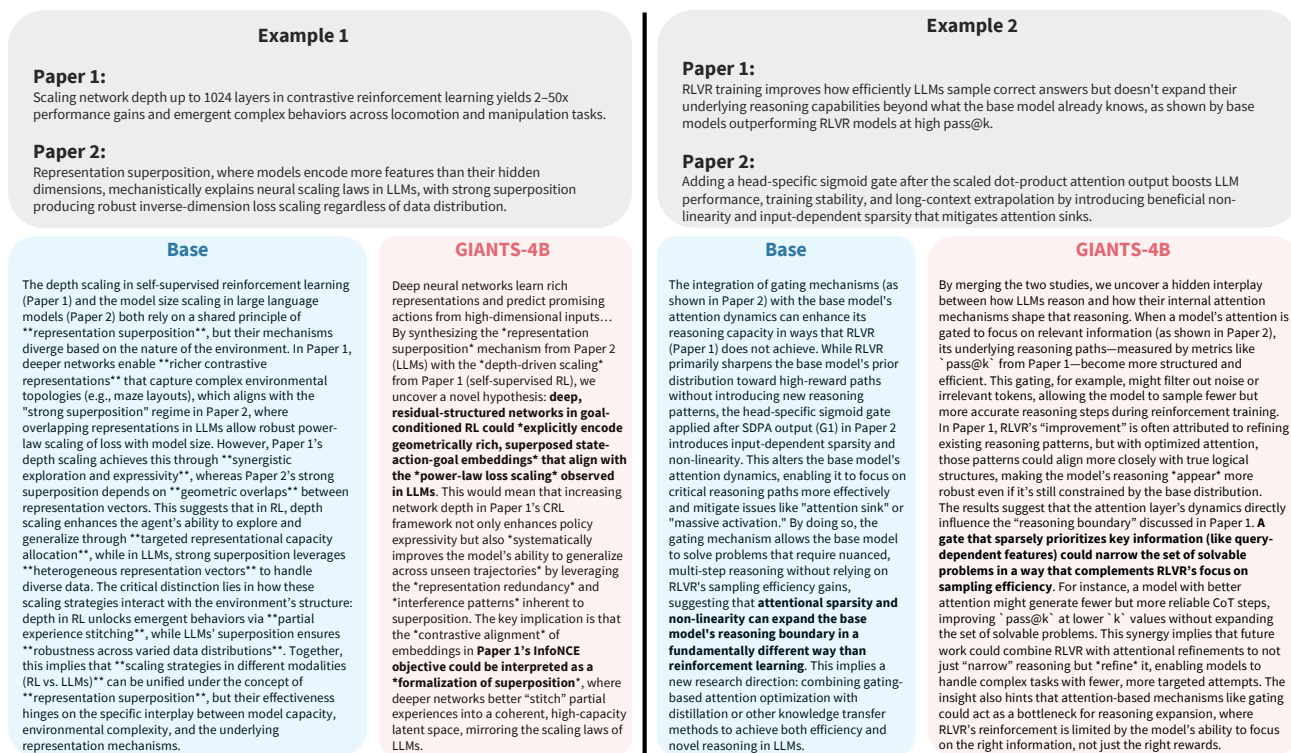 Example 1
Paper 1:
Scaling network depth up to 1024 layers in contrastive reinforcement learning yields 2–50x
performance gains and emergent complex behaviors across locomotion and manipulation tasks.
Paper 2:
Representation superposition, where models encode more features than their hidden
dimensions, mechanistically explains neural scaling laws in LLMs, with strong superposition
producing robust inverse-dimension loss scaling regardless of data distribution.
Base
The depth scaling in self-supervised reinforcement learning
(Paper 1) and the model size scaling in large language
models (Paper 2) both rely on a shared principle of
**representation superposition**, but their mechanisms
diverge based on the nature of the environment. In Paper 1,
deeper networks enable **richer contrastive
representations** that capture complex environmental
topologies (e.g., maze layouts), which aligns with the
"strong superposition" regime in Paper 2, where
overlapping representations in LLMs allow robust power-
law scaling of loss with model size. However, Paper 1's
depth scaling achieves this through **synergistic
exploration and expressivity**, whereas Paper 2's strong
superposition depends on **geometric overlaps** between
representation vectors. This suggests that in RL, depth
scaling enhances the agent's ability to explore and
generalize through **targeted representational capacity
allocation**, while in LLMs, strong superposition leverages
**heterogeneous representation vectors** to handle
diverse data. The critical distinction lies in how these
scaling strategies interact with the environment's structure:
depth in RL unlocks emergent behaviors via **partial
experience stitching**, while LLMs' superposition ensures
**robustness across varied data distributions**. Together,
this implies that **scaling strategies in different modalities
(RL vs. LLMs)** can be unified under the concept of
**representation superposition**, but their effectiveness
hinges on the specific interplay between model capacity,
environmental complexity, and the underlying
representation mechanisms.
GIANTS-4B
Deep neural networks learn rich
representations and predict promising
actions from high-dimensional inputs…
By synthesizing the *representation
superposition* mechanism from Paper 2
(LLMs) with the *depth-driven scaling*
from Paper 1 (self-supervised RL), we
uncover a novel hypothesis: deep,
residual-structured networks in goal-
conditioned RL could *explicitly encode
geometrically rich, superposed state-
action-goal embeddings* that align with
the *power-law loss scaling* observed
in LLMs. This would mean that increasing
network depth in Paper 1's CRL
framework not only enhances policy
expressivity but also *systematically
improves the model's ability to generalize
across unseen trajectories* by leveraging
the *representation redundancy* and
*interference patterns* inherent to
superposition. The key implication is that
the *contrastive alignment* of
embeddings in Paper 1's InfoNCE
objective could be interpreted as a
*formalization of superposition*, where
deeper networks better “stitch” partial
experiences into a coherent, high-capacity
latent space, mirroring the scaling laws of
LLMs.
Example 2
Paper 1:
RLVR training improves how efficiently LLMs sample correct answers but doesn't expand their
underlying reasoning capabilities beyond what the base model already knows, as shown by base
models outperforming RLVR models at high pass@k.
Paper 2:
Adding a head-specific sigmoid gate after the scaled dot-product attention output boosts LLM
performance, training stability, and long-context extrapolation by introducing beneficial non-
linearity and input-dependent sparsity that mitigates attention sinks.
Base
The integration of gating mechanisms (as
shown in Paper 2) with the base model's
attention dynamics can enhance its
reasoning capacity in ways that RLVR
(Paper 1) does not achieve. While RLVR
primarily sharpens the base model's prior
distribution toward high-reward paths
without introducing new reasoning
patterns, the head-specific sigmoid gate
applied after SDPA output (G1) in Paper 2
introduces input-dependent sparsity and
non-linearity. This alters the base model's
attention dynamics, enabling it to focus on
critical reasoning paths more effectively
and mitigate issues like "attention sink" or
"massive activation." By doing so, the
gating mechanism allows the base model
to solve problems that require nuanced,
multi-step reasoning without relying on
RLVR's sampling efficiency gains,
suggesting that attentional sparsity and
non-linearity can expand the base
model's reasoning boundary in a
fundamentally different way than
reinforcement learning. This implies a
new research direction: combining gating-
based attention optimization with
distillation or other knowledge transfer
methods to achieve both efficiency and
novel reasoning in LLMs.
GIANTS-4B
By merging the two studies, we uncover a hidden interplay
between how LLMs reason and how their internal attention
mechanisms shape that reasoning. When a model's attention is
gated to focus on relevant information (as shown in Paper 2),
its underlying reasoning paths—measured by metrics like
`pass@k` from Paper 1—become more structured and
efficient. This gating, for example, might filter out noise or
irrelevant tokens, allowing the model to sample fewer but
more accurate reasoning steps during reinforcement training.
In Paper 1, RLVR's “improvement” is often attributed to refining
existing reasoning patterns, but with optimized attention,
those patterns could align more closely with true logical
structures, making the model's reasoning *appear* more
robust even if it's still constrained by the base distribution.
The results suggest that the attention layer's dynamics directly
influence the “reasoning boundary” discussed in Paper 1. A
gate that sparsely prioritizes key information (like query-
dependent features) could narrow the set of solvable
problems in a way that complements RLVR's focus on
sampling efficiency. For instance, a model with better
attention might generate fewer but more reliable CoT steps,
improving `pass@k` at lower `k` values without expanding
the set of solvable problems. This synergy implies that future
work could combine RLVR with attentional refinements to not
just “narrow” reasoning but *refine* it, enabling models to
handle complex tasks with fewer, more targeted attempts. The
insight also hints that attention-based mechanisms like gating
could act as a bottleneck for reasoning expansion, where
RLVR's reasoning is limited by the model's ability to focus
on the right information, not just the right rewards.